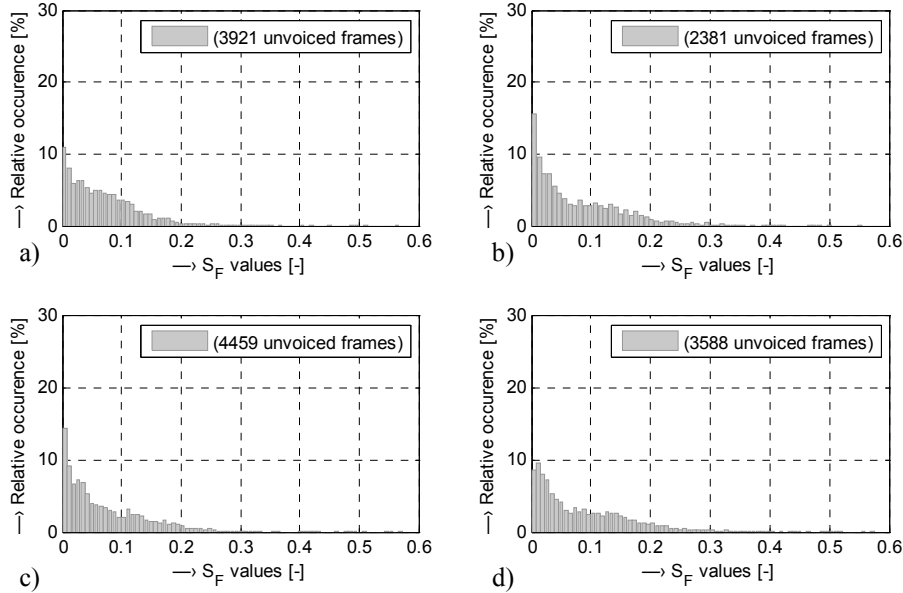 30
20
10
0
—> Relative occurence [%]
(3921 unvoiced frames)
0 0.1 0.2 0.3 0.4 0.5 0.6
—> S_F values [-]
a)
30
20
10
0
—> Relative occurence [%]
(2381 unvoiced frames)
0 0.1 0.2 0.3 0.4 0.5 0.6
—> S_F values [-]
b)
30
20
10
0
—> Relative occurence [%]
(4459 unvoiced frames)
0 0.1 0.2 0.3 0.4 0.5 0.6
—> S_F values [-]
c)
30
20
10
0
—> Relative occurence [%]
(3588 unvoiced frames)
0 0.1 0.2 0.3 0.4 0.5 0.6
—> S_F values [-]
d)